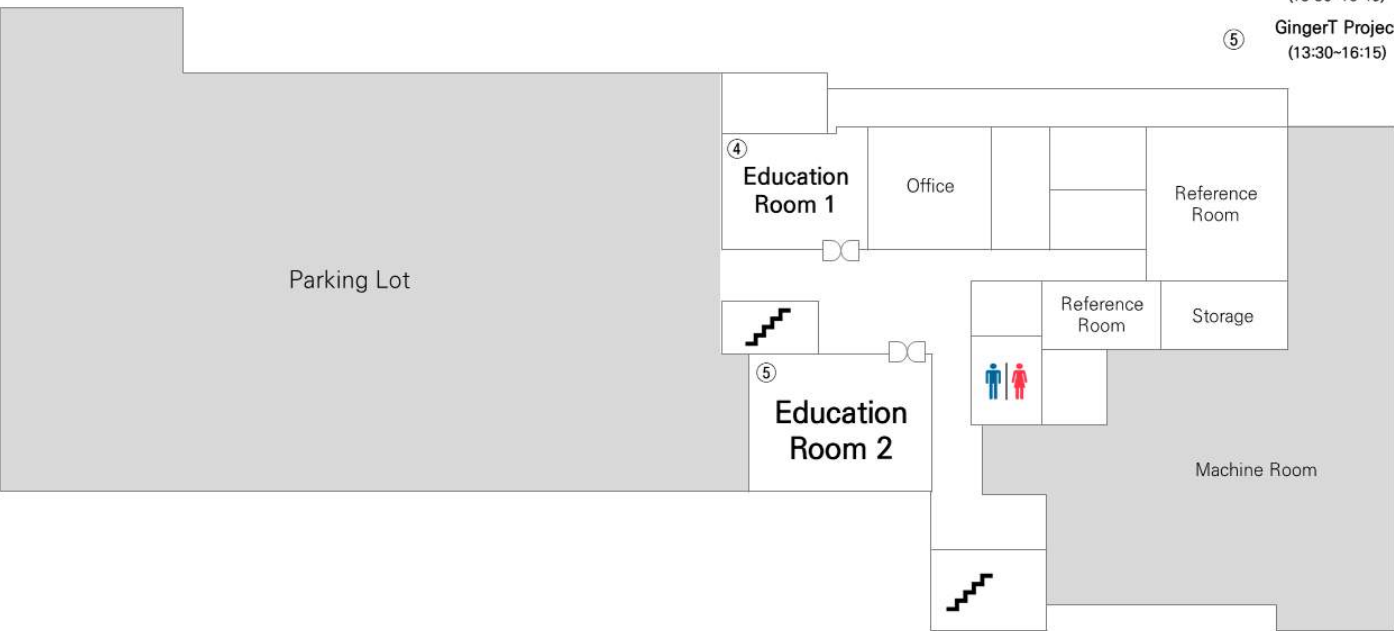 ⑤ GingerT Projec
(13:30~16:15)
④
Education
Room 1
Office
Reference
Room
Parking Lot
Reference
Room
Storage
⑤
Education
Room 2
Machine Room